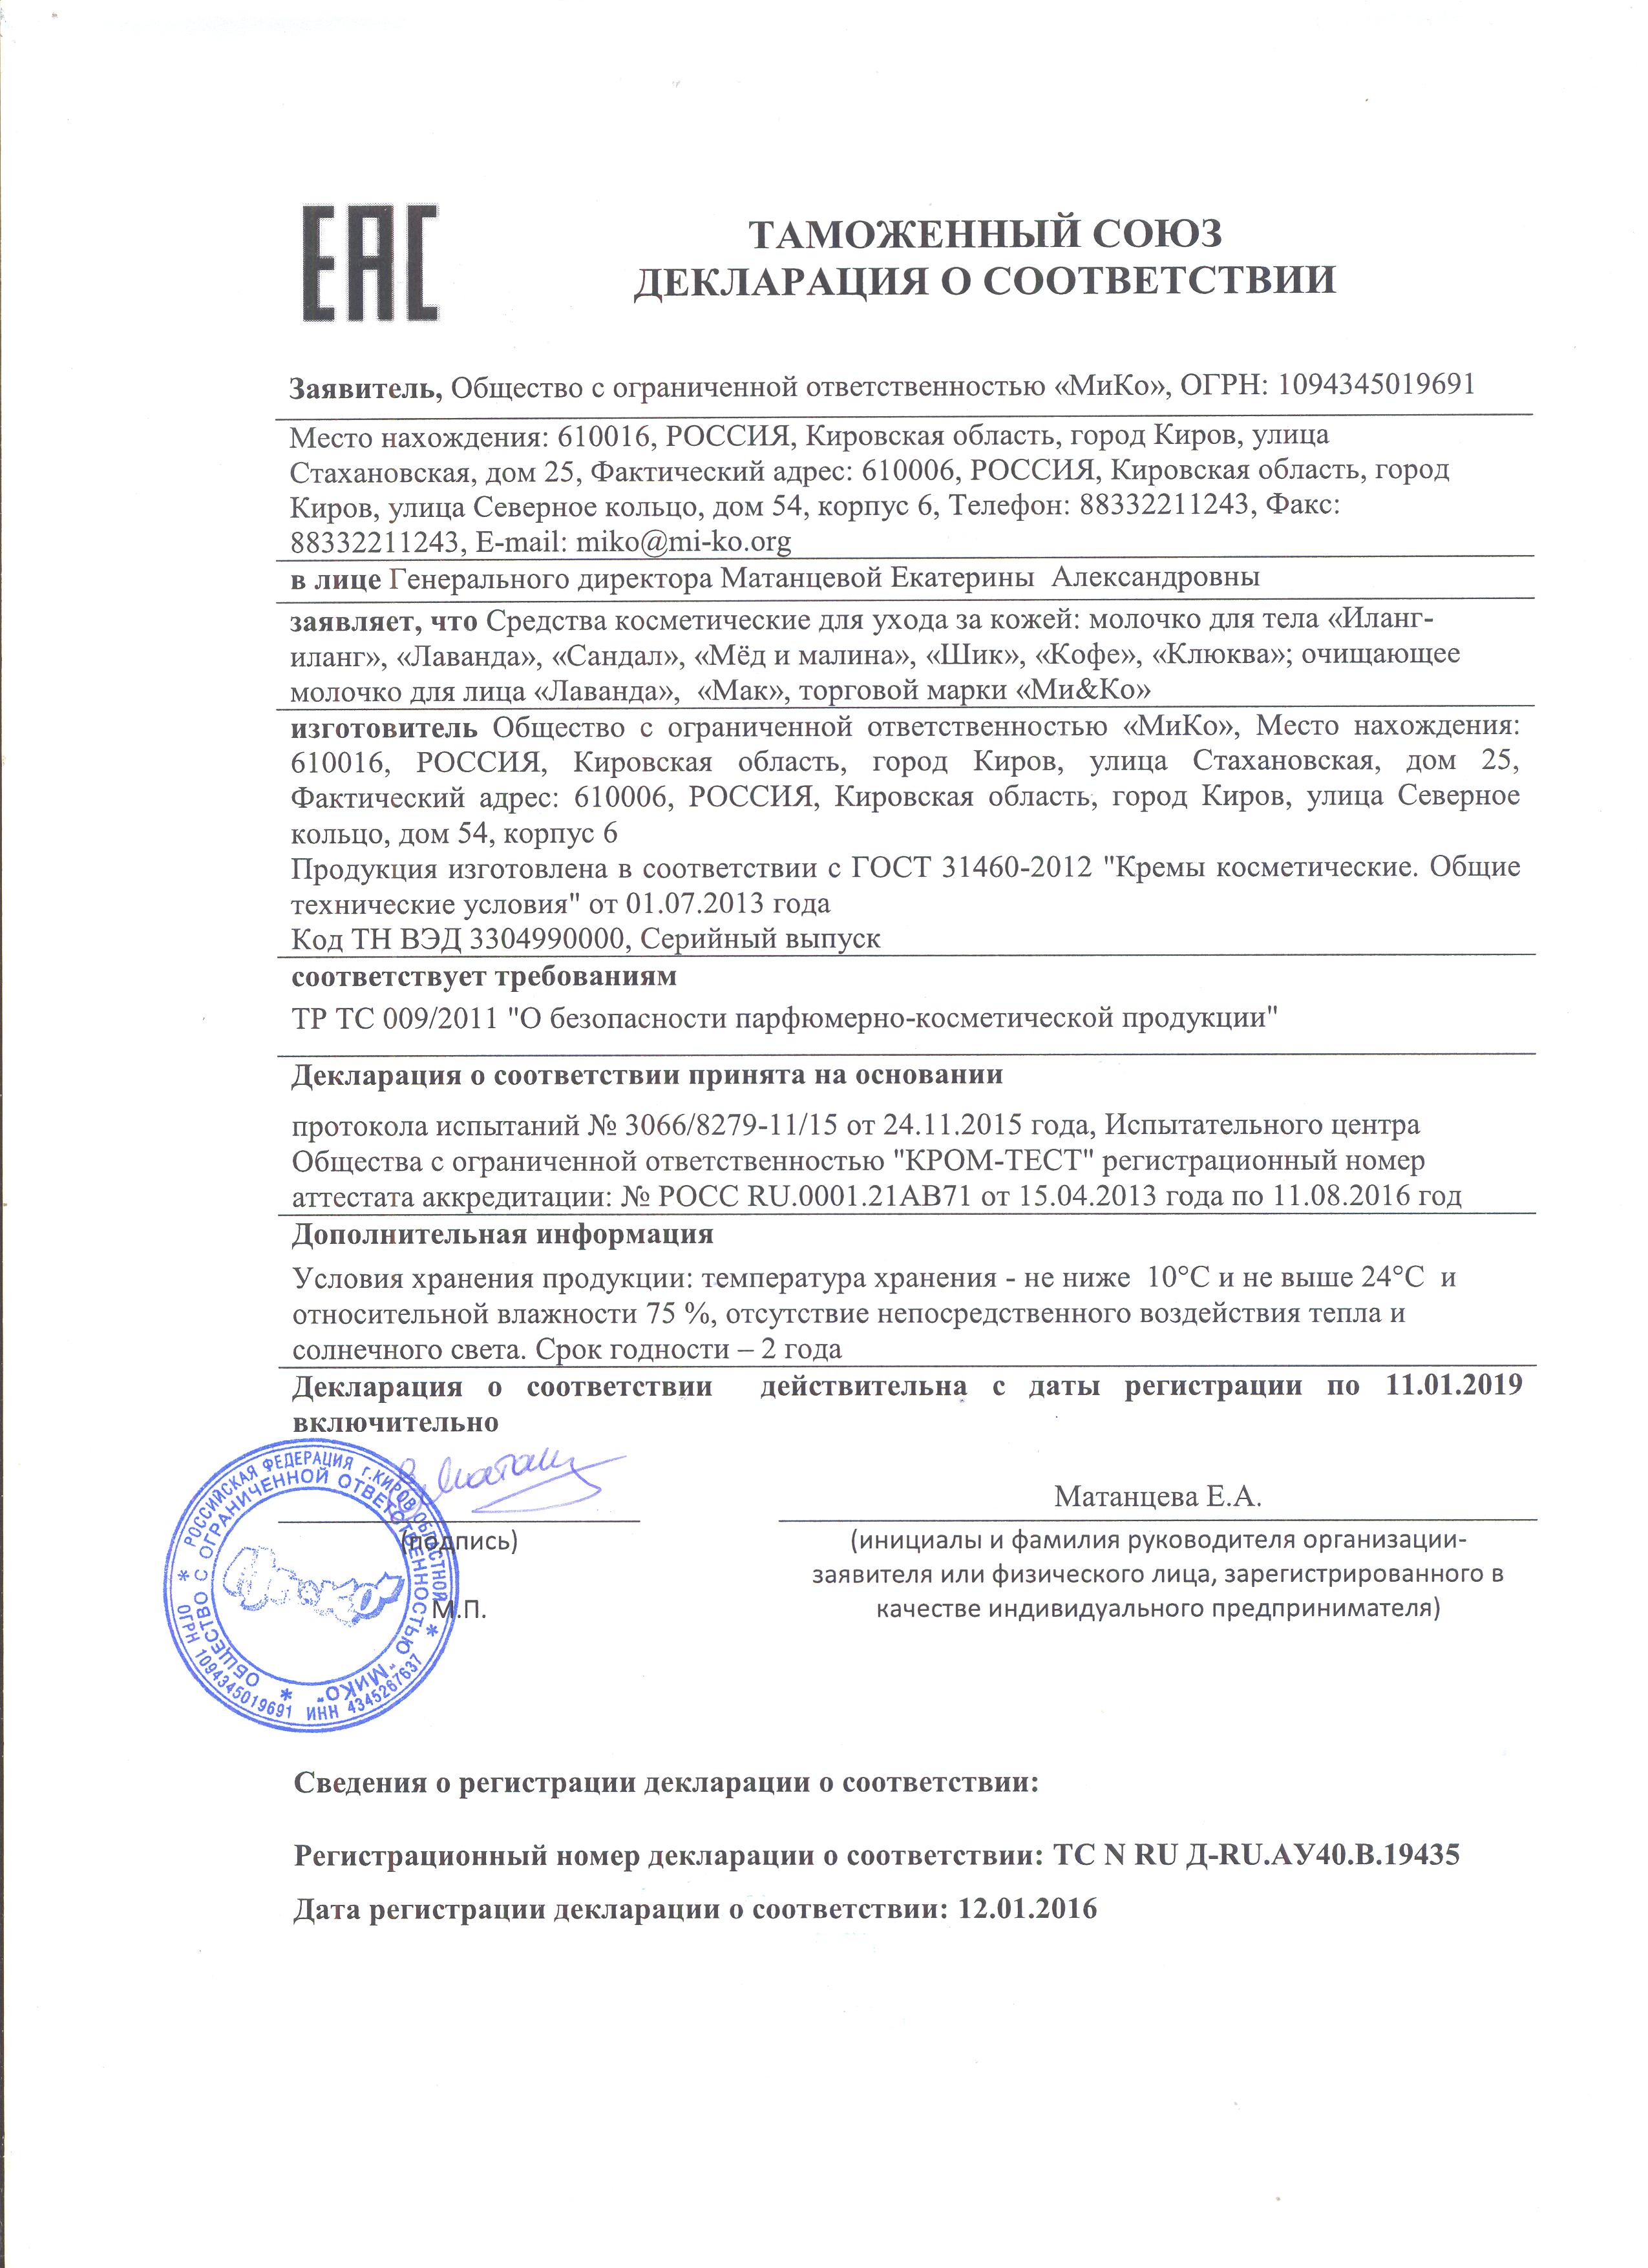 ЕАС
ТАМОЖЕННЫЙ СОЮЗ
ДЕКЛАРАЦИЯ О СООТВЕТСТВИИ
Заявитель, Общество с ограниченной ответственностью «МиКо», ОГРН: 1094345019691
Место нахождения: 610016, РОССИЯ, Кировская область, город Киров, улица
Стахановская, дом 25, Фактический адрес: 610006, РОССИЯ, Кировская область, город
Киров, улица Северное кольцо, дом 54, корпус 6, Телефон: 88332211243, Факс:
88332211243, E-mail: miko@mi-ko.org
в лице Генерального директора Матанцевой Екатерины  Александровны
заявляет, что Средства косметические для ухода за кожей: молочко для тела «Иланг-
иланг», «Лаванда», «Сандал», «Мёд и малина», «Шик», «Кофе», «Клюква»; очищающее
молочко для лица «Лаванда»,  «Мак», торговой марки «Ми&Ко»
изготовитель Общество с ограниченной ответственностью «МиКо», Место нахождения:
610016, РОССИЯ, Кировская область, город Киров, улица Стахановская, дом 25,
Фактический адрес: 610006, РОССИЯ, Кировская область, город Киров, улица Северное
кольцо, дом 54, корпус 6
Продукция изготовлена в соответствии с ГОСТ 31460-2012 "Кремы косметические. Общие
технические условия" от 01.07.2013 года
Код ТН ВЭД 3304990000, Серийный выпуск
соответствует требованиям
ТР ТС 009/2011 "О безопасности парфюмерно-косметической продукции"
Декларация о соответствии принята на основании
протокола испытаний № 3066/8279-11/15 от 24.11.2015 года, Испытательного центра
Общества с ограниченной ответственностью "КРОМ-ТЕСТ" регистрационный номер
аттестата аккредитации: № РОСС RU.0001.21АВ71 от 15.04.2013 года по 11.08.2016 год
Дополнительная информация
Условия хранения продукции: температура хранения - не ниже  10°С и не выше 24°С  и
относительной влажности 75 %, отсутствие непосредственного воздействия тепла и
солнечного света. Срок годности – 2 года
Декларация о соответствии действительна с даты регистрации по 11.01.2019
включительно
Матанцева Е.А.
(подпись)
(инициалы и фамилия руководителя организации-
заявителя или физического лица, зарегистрированного в
качестве индивидуального предпринимателя)
М.П.
РОССИЙСКАЯ ФЕДЕРАЦИЯ г.КИРОВ ОБЛАСТНОЙ
ОБЩЕСТВО С ОГРАНИЧЕННОЙ ОТВЕТСТВЕННОСТЬЮ "МИКО"
ОГРН 1094345019691 ИНН 4345267637
Сведения о регистрации декларации о соответствии:
Регистрационный номер декларации о соответствии: ТС N RU Д-RU.АУ40.В.19435
Дата регистрации декларации о соответствии: 12.01.2016